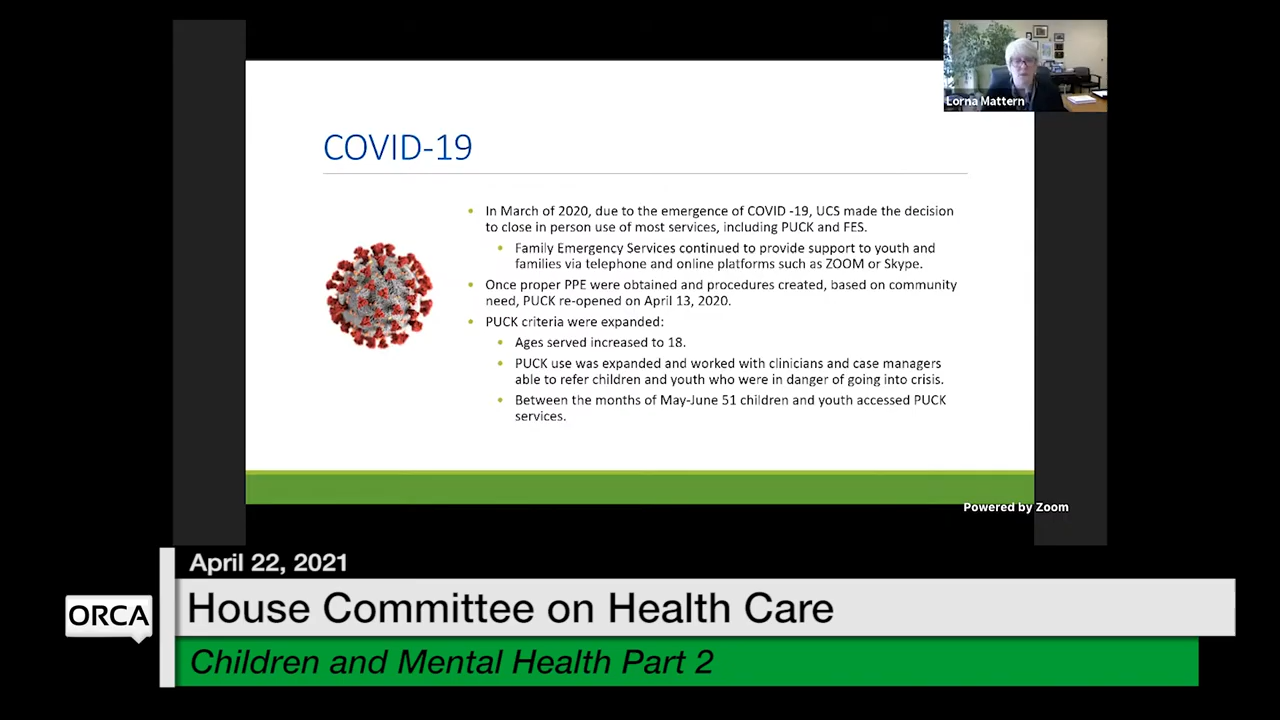 Lorna Mattern
COVID-19
• In March of 2020, due to the emergence of COVID -19, UCS made the decision
to close in person use of most services, including PUCK and FES.
• Family Emergency Services continued to provide support to youth and
families via telephone and online platforms such as ZOOM or Skype.
• Once proper PPE were obtained and procedures created, based on community
need, PUCK re-opened on April 13, 2020.
• PUCK criteria were expanded:
• Ages served increased to 18.
• PUCK use was expanded and worked with clinicians and case managers
able to refer children and youth who were in danger of going into crisis.
• Between the months of May-June 51 children and youth accessed PUCK
services.
Powered by Zoom
April 22, 2021
ORCA
House Committee on Health Care
Children and Mental Health Part 2